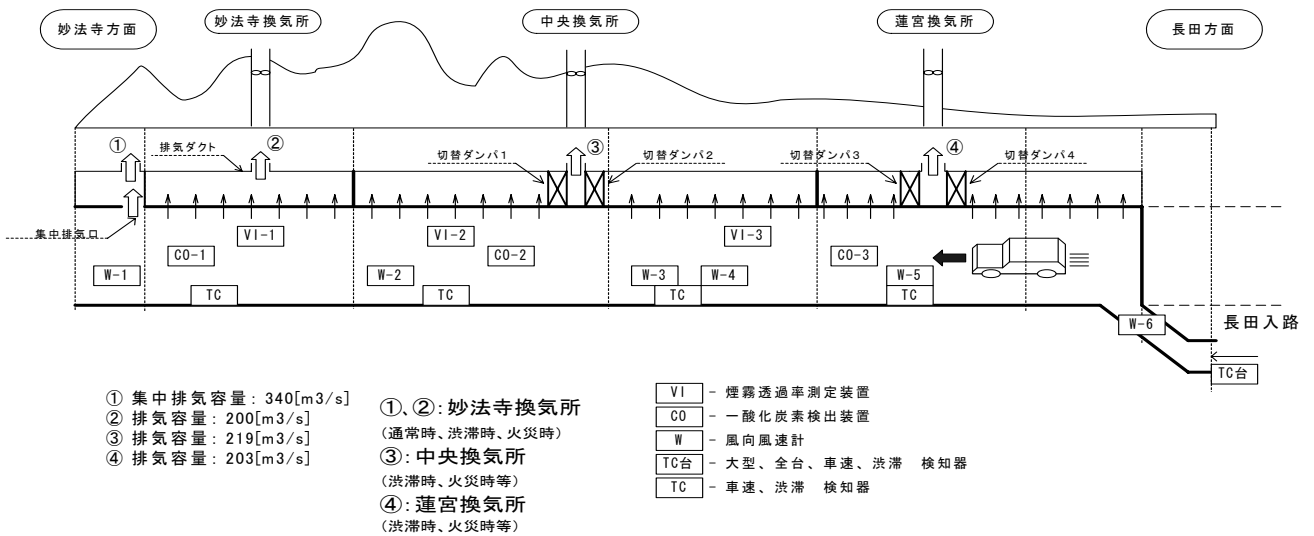 妙法寺方面
妙法寺換気所
中央換気所
蓮宮換気所
長田方面
①
排気ダクト
②
切替ダンパ1
③
切替ダンパ2
切替ダンパ3
④
切替ダンパ4
集中排気口
VI-1
VI-2
VI-3
CO-1
CO-2
CO-3
W-1
W-2
W-3
W-4
W-5
TC
TC
TC
TC
W-6
長田入路
TC台
① 集中排気容量: 340[m3/s]
② 排気容量: 200[m3/s]
③ 排気容量: 219[m3/s]
④ 排気容量: 203[m3/s]
①、②: 妙法寺換気所
(通常時、渋滞時、火災時)
③: 中央換気所
(渋滞時、火災時等)
④: 蓮宮換気所
(渋滞時、火災時等)
VI - 煙霧透過率測定装置
CO - 一酸化炭素検出装置
W - 風向風速計
TC台 - 大型、全台、車速、渋滞 検知器
TC - 車速、渋滞 検知器